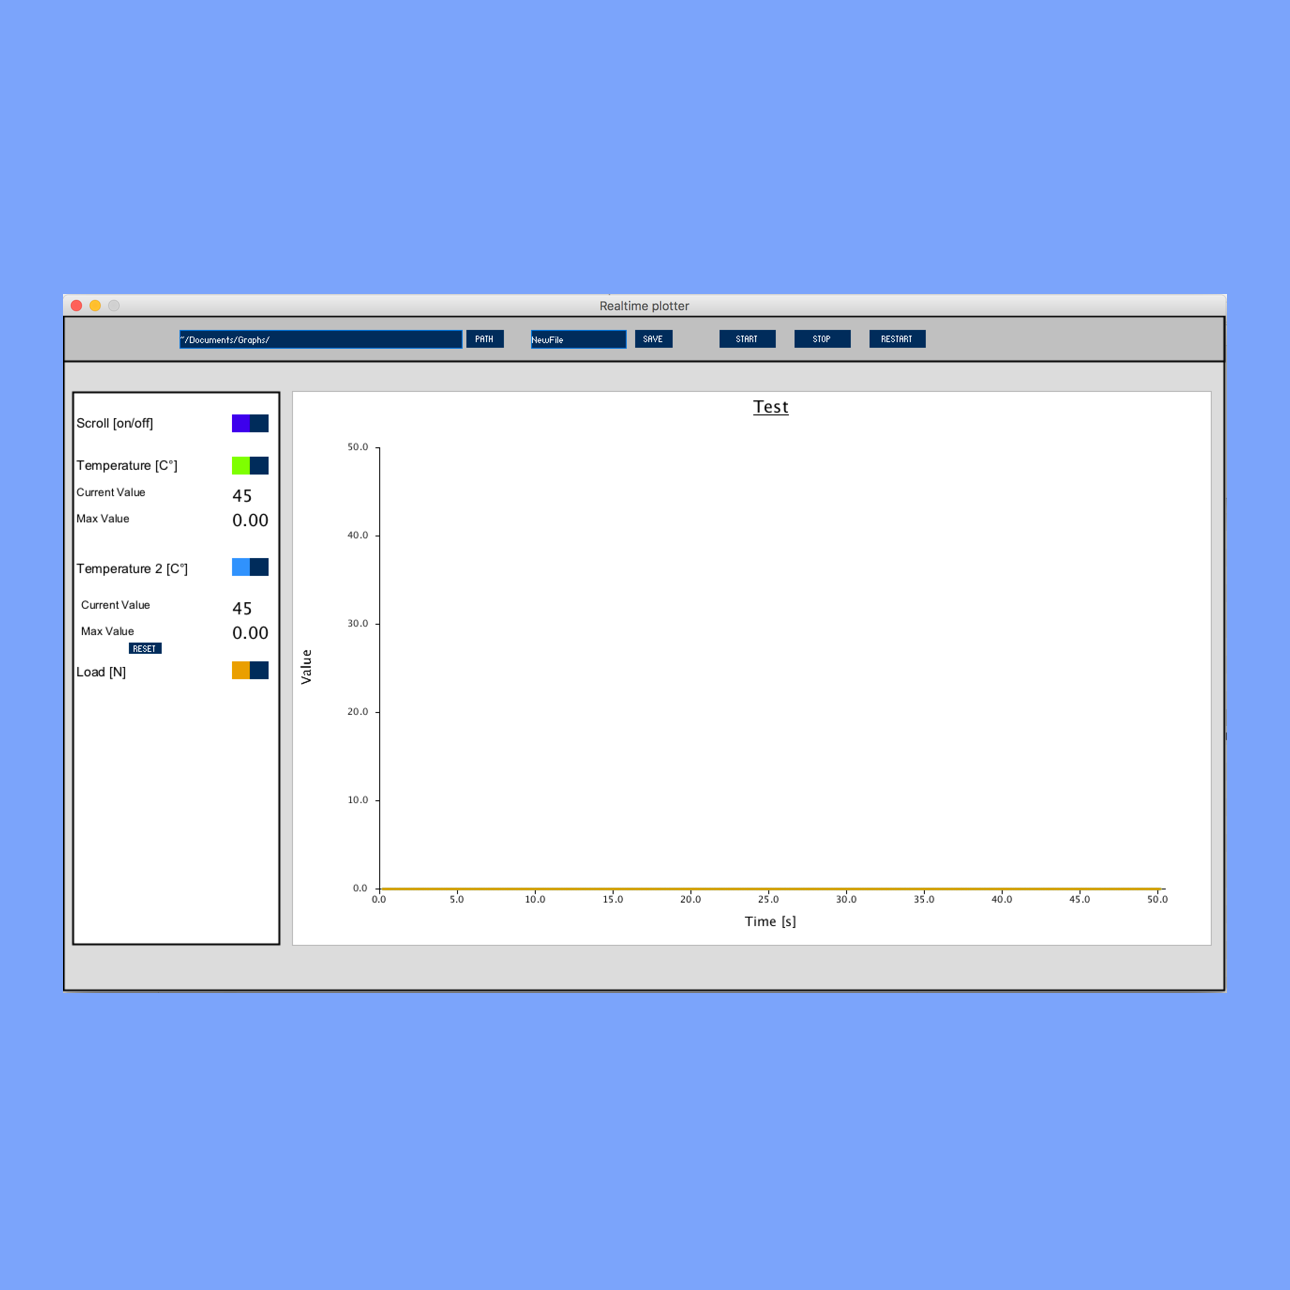 Realtime plotter
~/Documents/Graphs/ PATH NewFile SAVE START STOP RESTART
Scroll [on/off]
Temperature [C°]
Current Value 45
Max Value 0.00
Temperature 2 [C°]
Current Value 45
Max Value 0.00
RESET
Load [N]
Test
50.0
40.0
30.0
20.0
10.0
0.0
Value
0.0 5.0 10.0 15.0 20.0 25.0 30.0 35.0 40.0 45.0 50.0
Time [s]